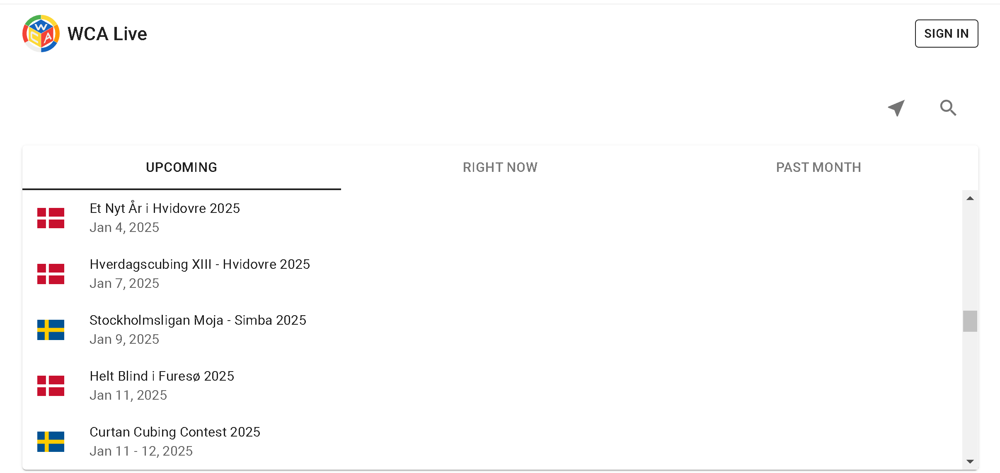 WCA Live
SIGN IN
UPCOMING
RIGHT NOW
PAST MONTH
Et Nyt År i Hvidovre 2025
Jan 4, 2025
Hverdagscubing XIII - Hvidovre 2025
Jan 7, 2025
Stockholmsligan Moja - Simba 2025
Jan 9, 2025
Helt Blind i Furesø 2025
Jan 11, 2025
Curtan Cubing Contest 2025
Jan 11 - 12, 2025